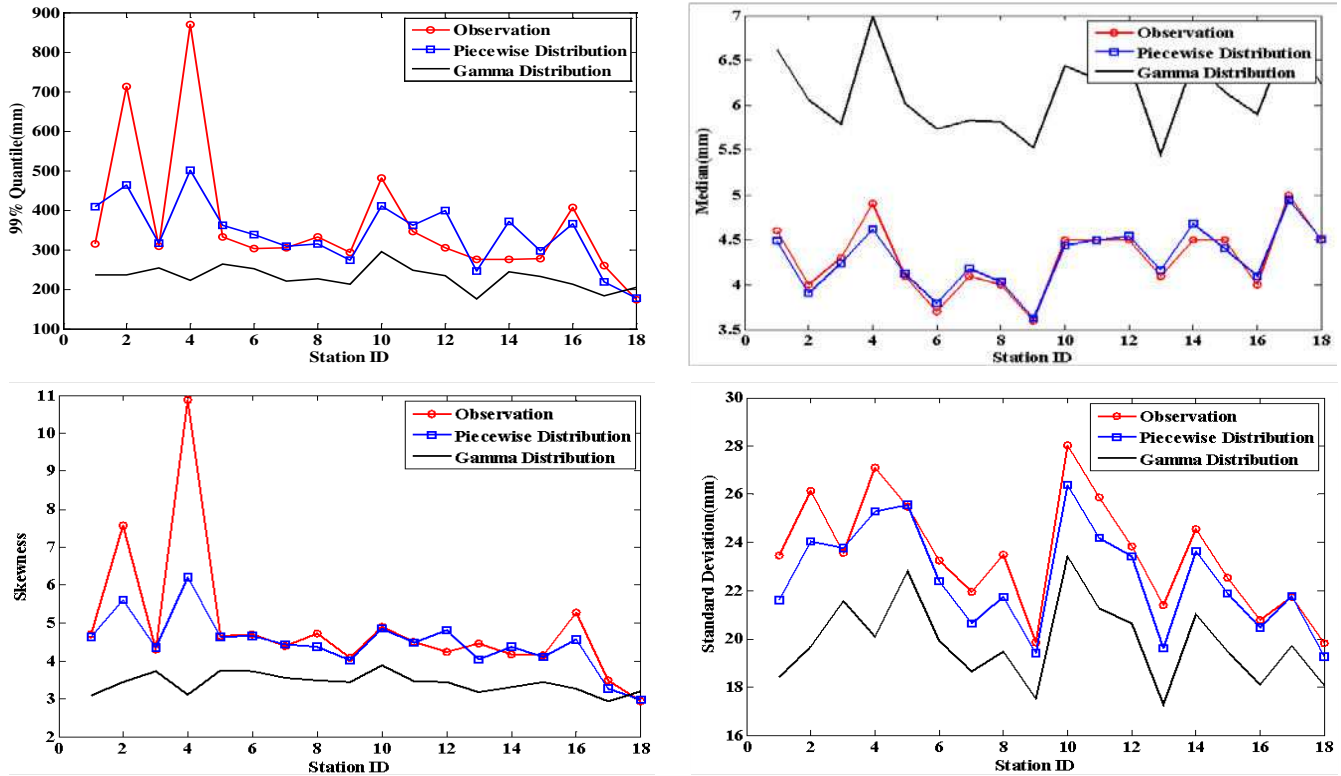 900
800
700
600
500
400
300
200
100
99% Quantile(mm)
Observation
Piecewise Distribution
Gamma Distribution
0 2 4 6 8 10 12 14 16 18
Station ID
7
6.5
6
5.5
5
4.5
4
3.5
Median(mm)
Observation
Piecewise Distribution
Gamma Distribution
0 2 4 6 8 10 12 14 16 18
Station ID
11
10
9
8
7
6
5
4
3
2
Skewness
Observation
Piecewise Distribution
Gamma Distribution
0 2 4 6 8 10 12 14 16 18
Station ID
30
28
26
24
22
20
18
16
Standard Deviation(mm)
Observation
Piecewise Distribution
Gamma Distribution
0 2 4 6 8 10 12 14 16 18
Station ID